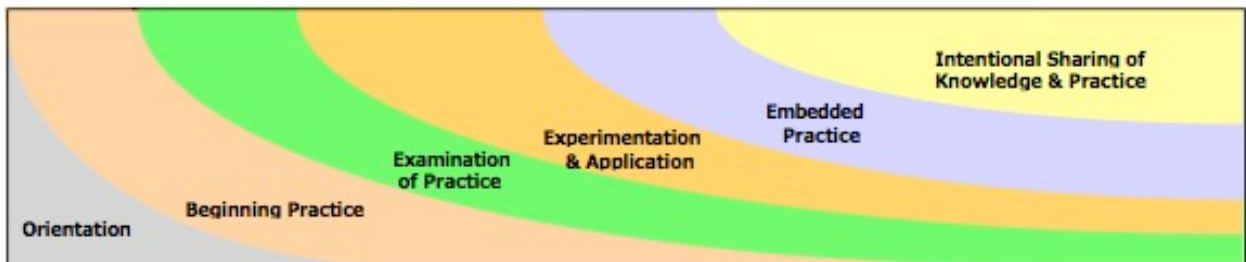 Orientation
Beginning Practice
Examination
of Practice
Experimentation
& Application
Embedded
Practice
Intentional Sharing of
Knowledge & Practice